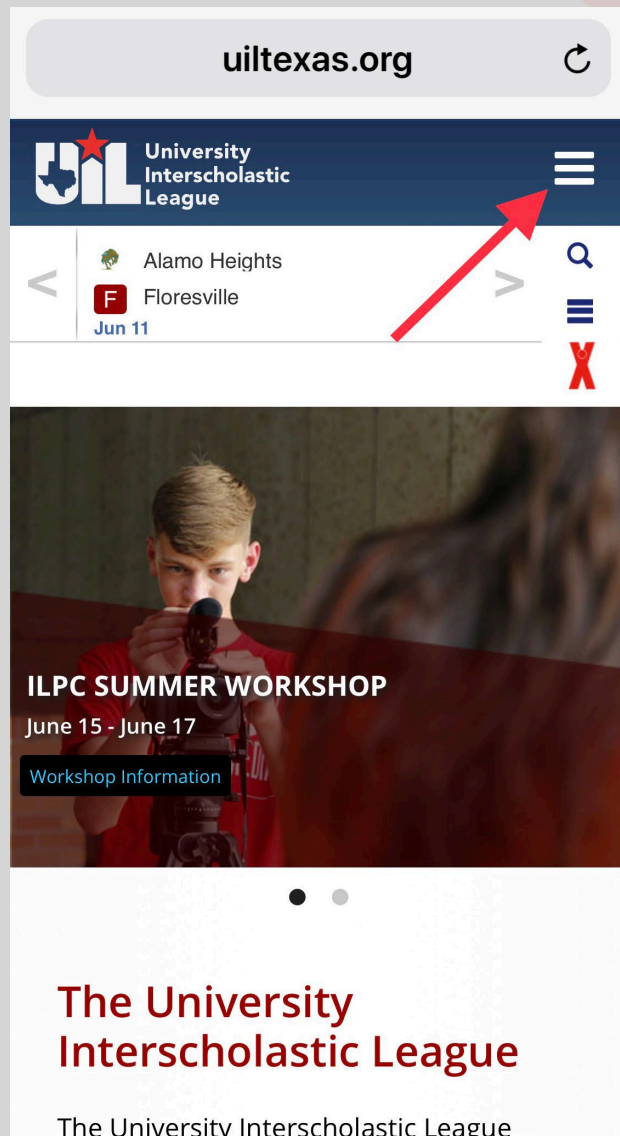 uiltexas.org
UIL
University
Interscholastic
League
<
Alamo Heights
F
Floresville
Jun 11
>
ILPC SUMMER WORKSHOP
June 15 - June 17
Workshop Information
The University
Interscholastic League
The University Interscholastic League